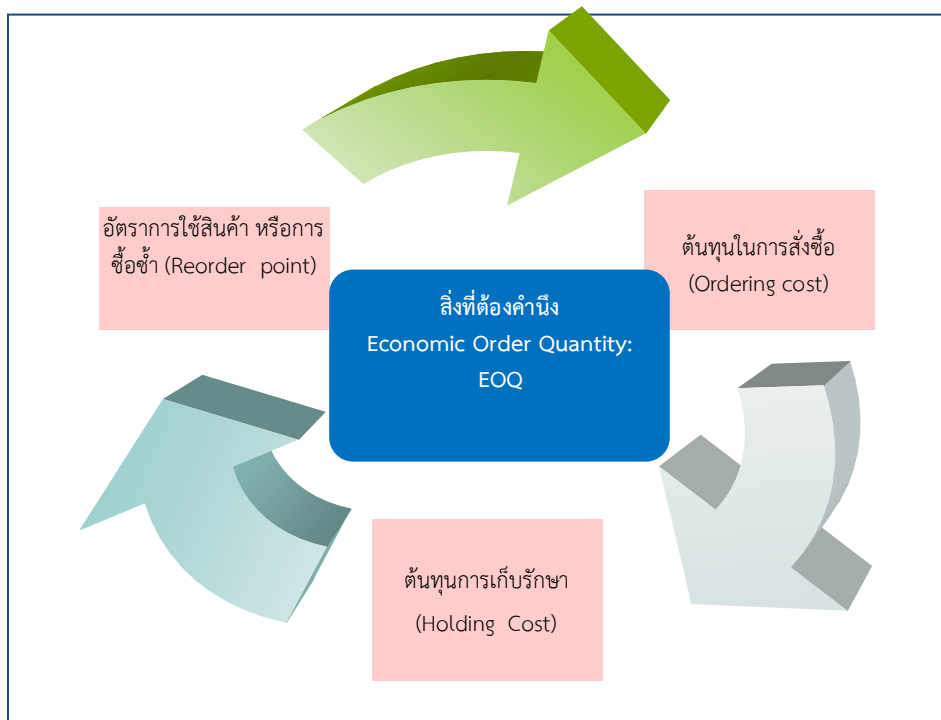 อัตราการใช้สินค้า หรือการ
ซื้อซ้ำ (Reorder point)
ต้นทุนในการสั่งซื้อ
(Ordering cost)
สิ่งที่ต้องคำนึง
Economic Order Quantity:
EOQ
ต้นทุนการเก็บรักษา
(Holding Cost)